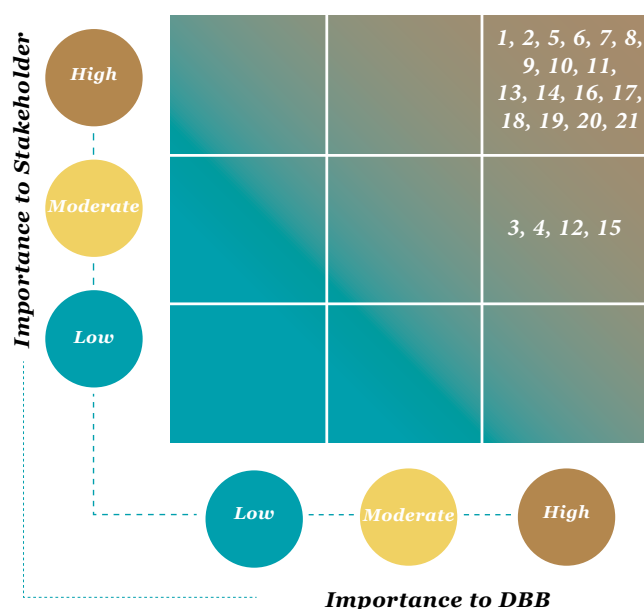 Importance to Stakeholder
High
1, 2, 5, 6, 7, 8,
9, 10, 11,
13, 14, 16, 17,
18, 19, 20, 21
Moderate
3, 4, 12, 15
Low
Low
Moderate
High
Importance to DBB